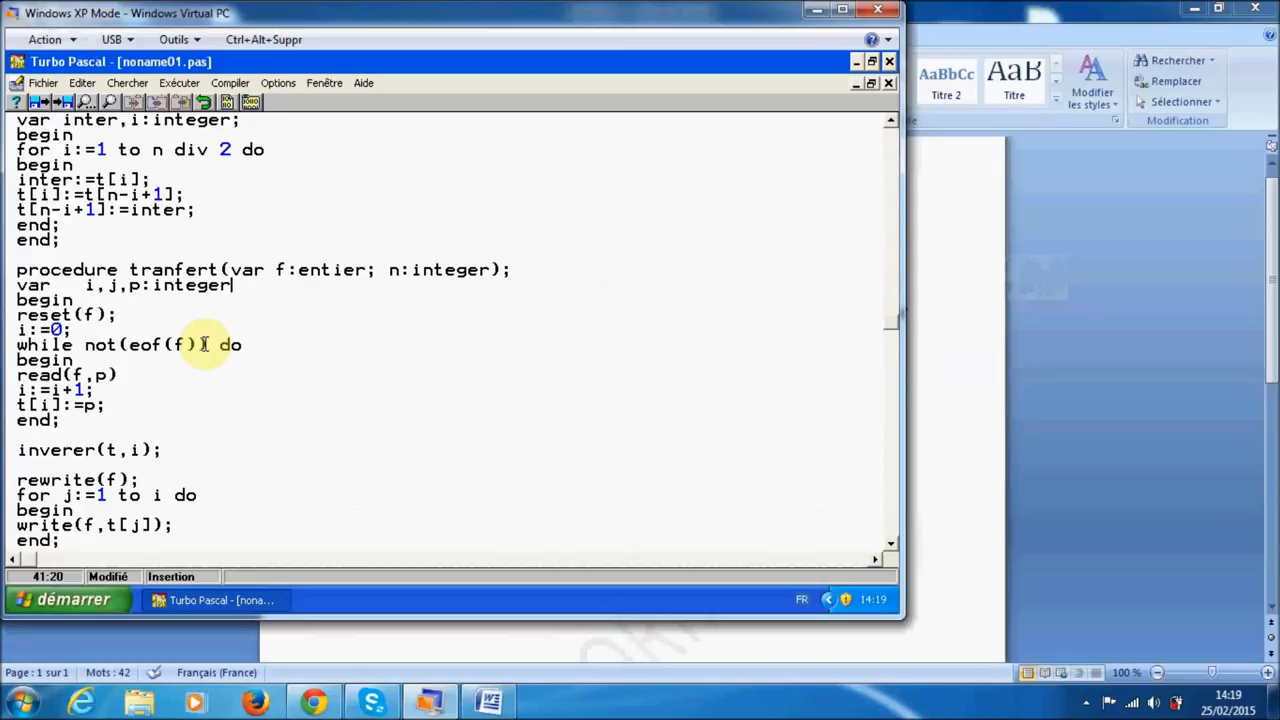 Windows XP Mode - Windows Virtual PC
Action USB Outils Ctrl+Alt+Suppr
Turbo Pascal - [noname01.pas]
Fichier Editer Chercher Exécuter Compiler Options Fenêtre Aide
var inter,i:integer;
begin
for i:=1 to n div 2 do
begin
inter:=t[i];
t[i]:=t[n-i+1];
t[n-i+1]:=inter;
end;
end;
procedure tranfert(var f:entier; n:integer);
var i,j,p:integer
begin
reset(f);
i:=0;
while not(eof(f)) do
begin
read(f,p)
i:=i+1;
t[i]:=p;
end;
inverer(t,i);
rewrite(f);
for j:=1 to i do
begin
write(f,t[j]);
end;
41:20 Modifié Insertion
démarrer Turbo Pascal - [nona... FR 14:19
AaBbCc AaB
Titre 2 Titre
Modifier les styles
Rechercher
Remplacer
Sélectionner
Modification
Page : 1 sur 1 Mots : 42 Français (France) 100 %
14:19
25/02/2015